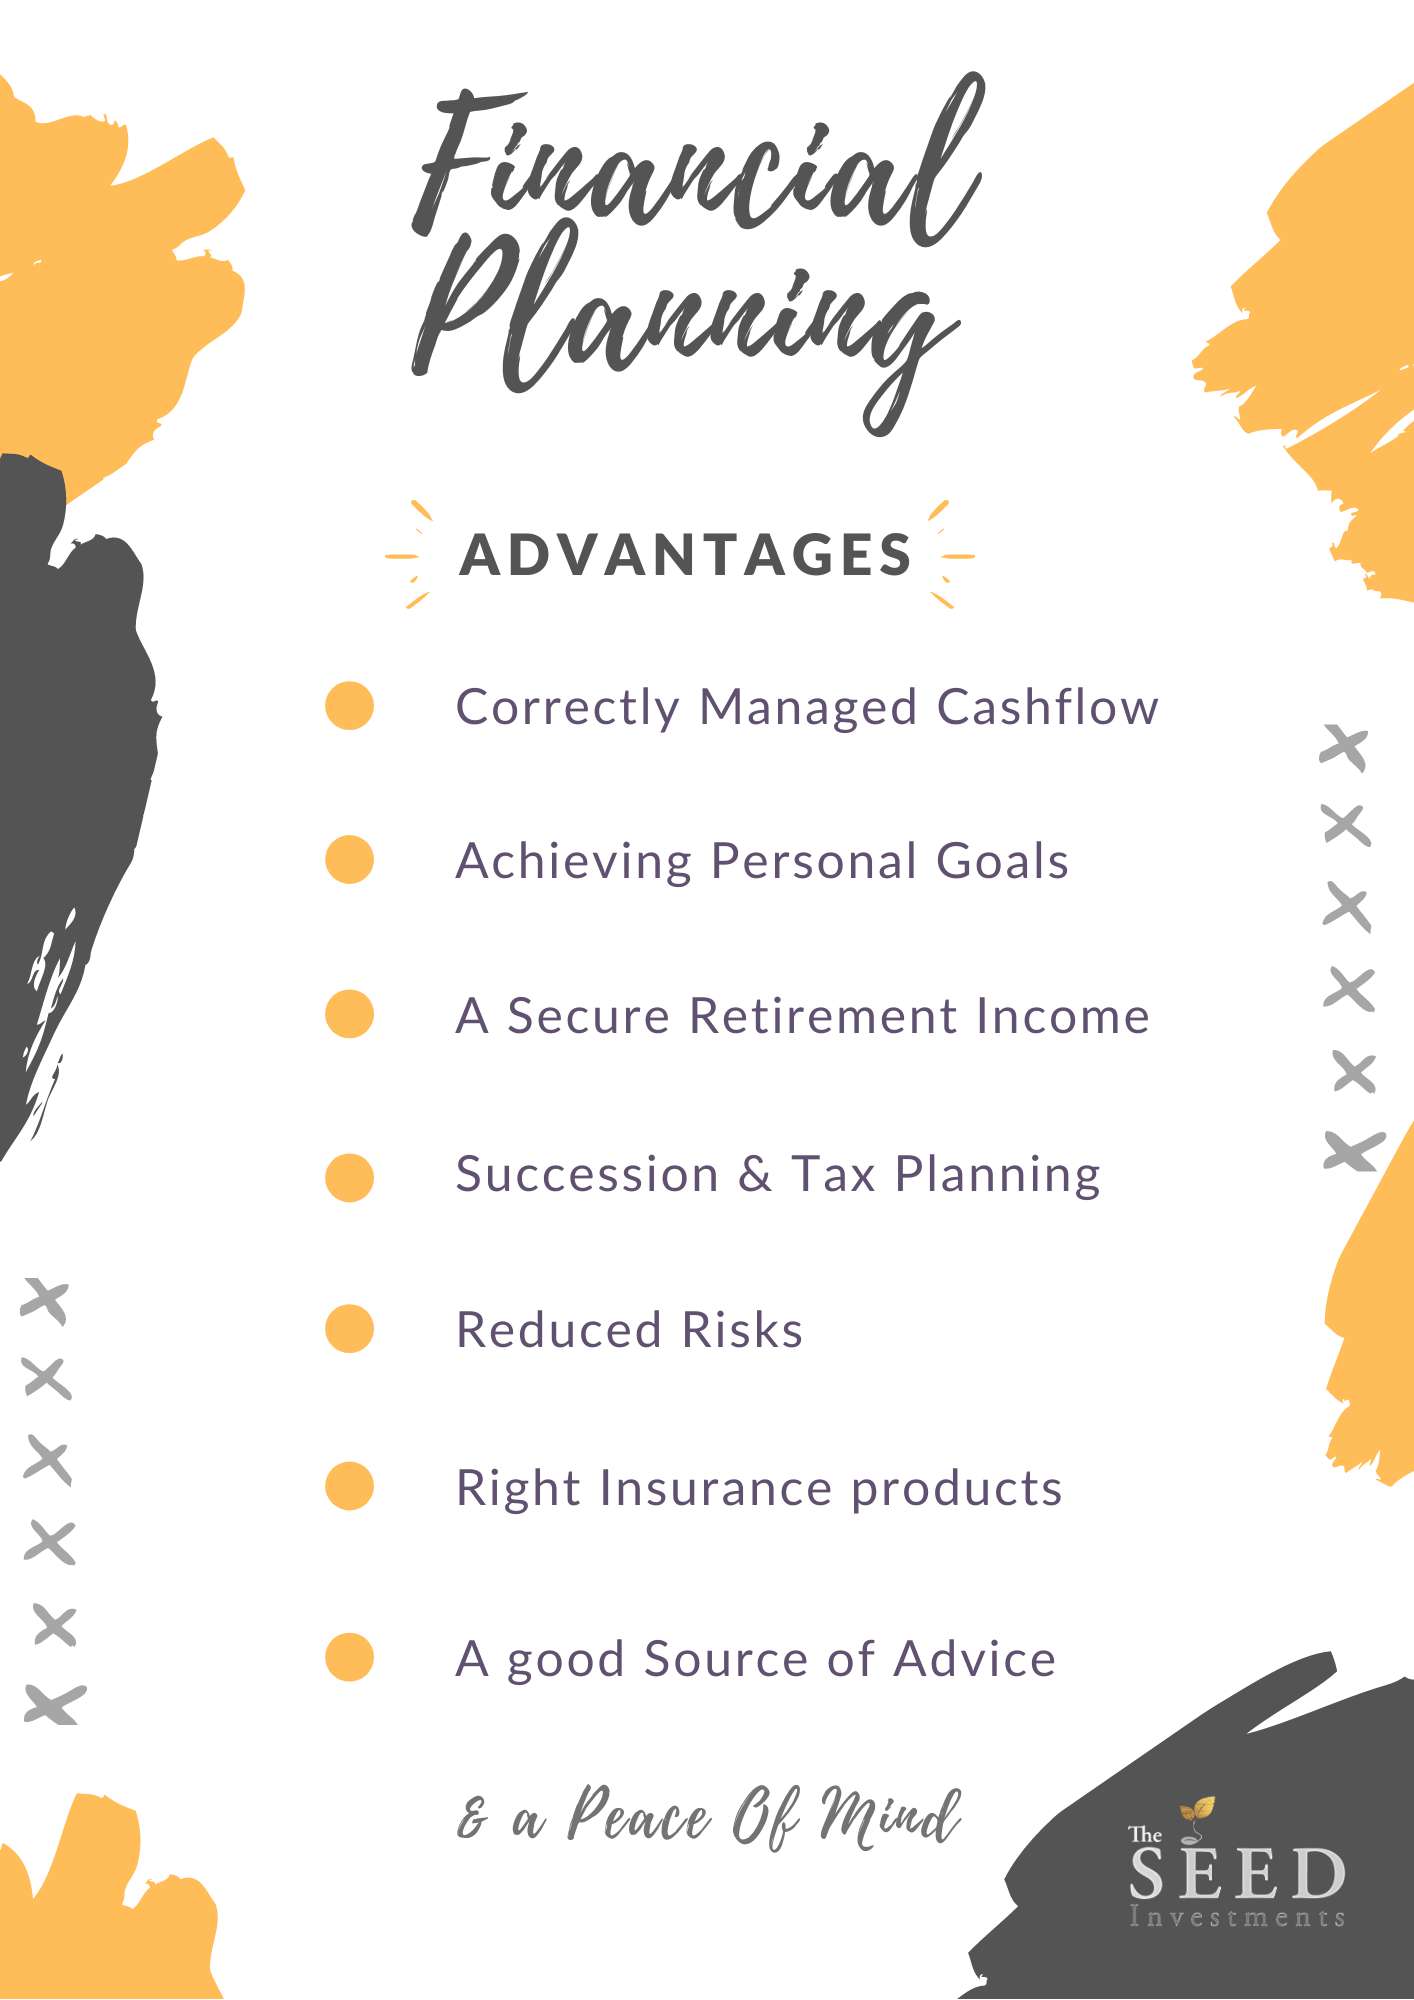 Financial
Planning
ADVANTAGES
Correctly Managed Cashflow
Achieving Personal Goals
A Secure Retirement Income
Succession & Tax Planning
Reduced Risks
Right Insurance products
A good Source of Advice
& a Peace Of Mind
The
SEED
Investments